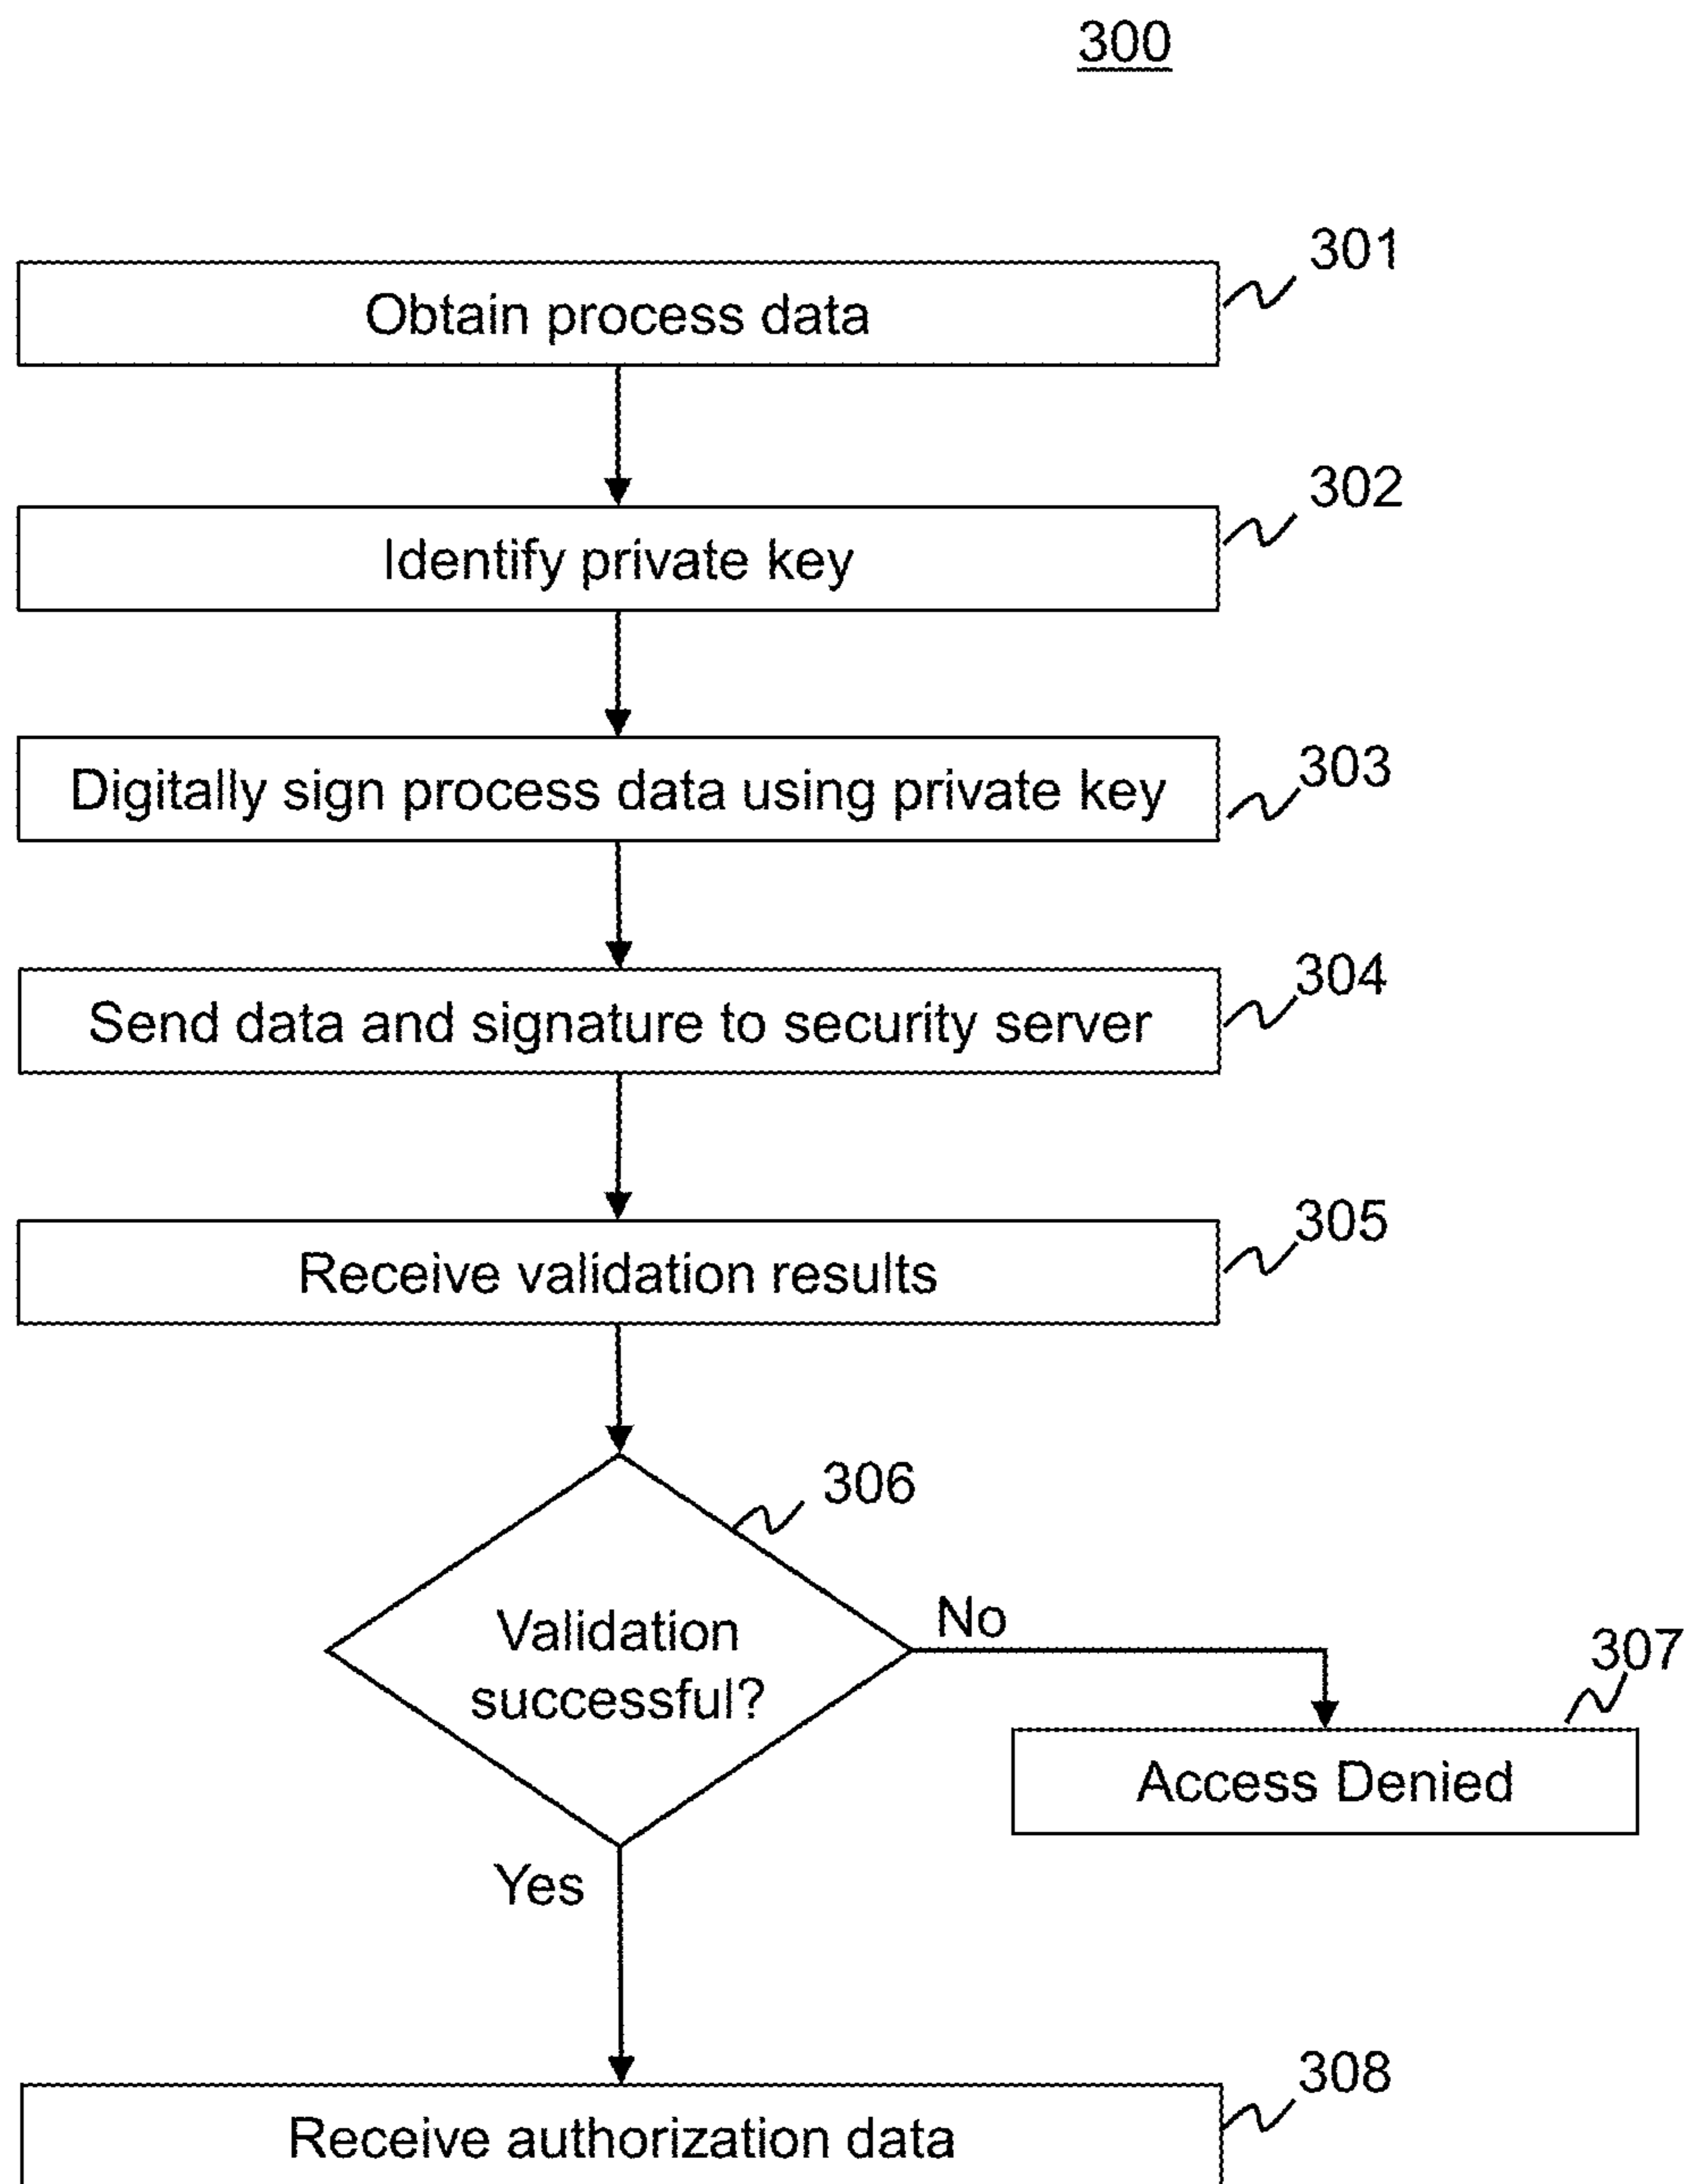 300
301
Obtain process data
302
Identify private key
303
Digitally sign process data using private key
304
Send data and signature to security server
305
Receive validation results
306
Validation
successful?
No
307
Access Denied
Yes
308
Receive authorization data